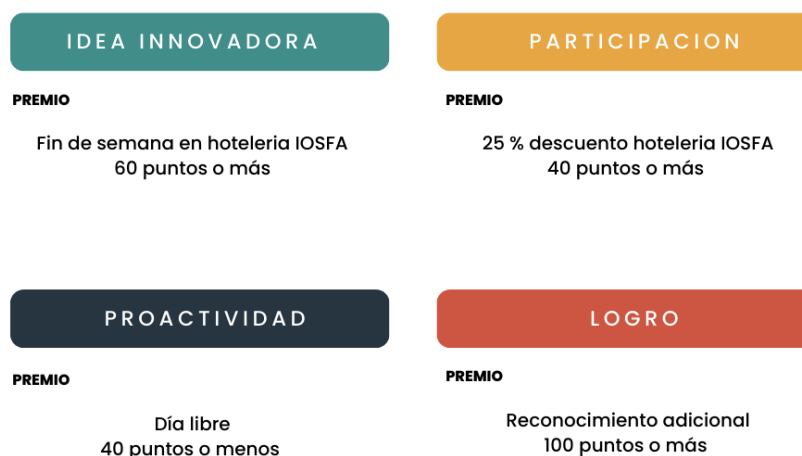 IDEA INNOVADORA
PREMIO
Fin de semana en hoteleria IOSFA
60 puntos o más
PARTICIPACION
PREMIO
25 % descuento hoteleria IOSFA
40 puntos o más
PROACTIVIDAD
PREMIO
Día libre
40 puntos o menos
LOGRO
PREMIO
Reconocimiento adicional
100 puntos o más